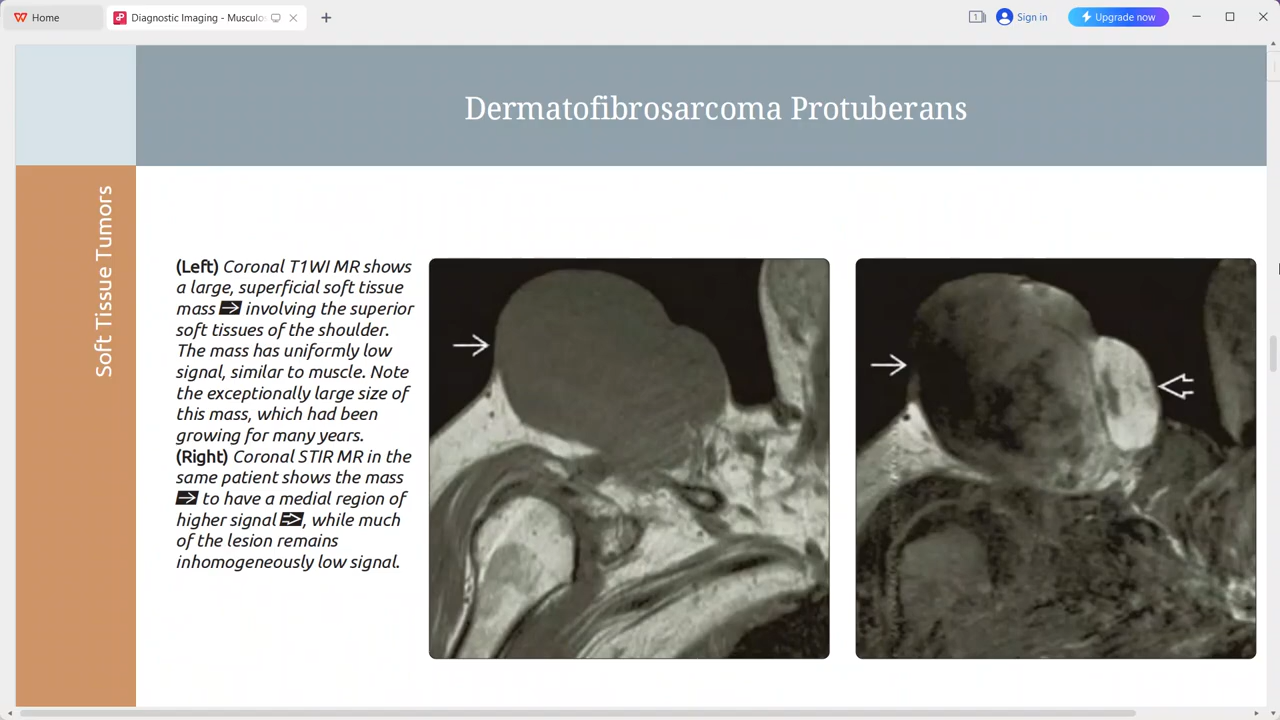 Home
Diagnostic Imaging - Musculos
1
Sign in
Upgrade now
Dermatofibrosarcoma Protuberans
Soft Tissue Tumors
(Left) Coronal T1WI MR shows
a large, superficial soft tissue
mass involving the superior
soft tissues of the shoulder.
The mass has uniformly low
signal, similar to muscle. Note
the exceptionally large size of
this mass, which had been
growing for many years.
(Right) Coronal STIR MR in the
same patient shows the mass
to have a medial region of
higher signal , while much
of the lesion remains
inhomogeneously low signal.